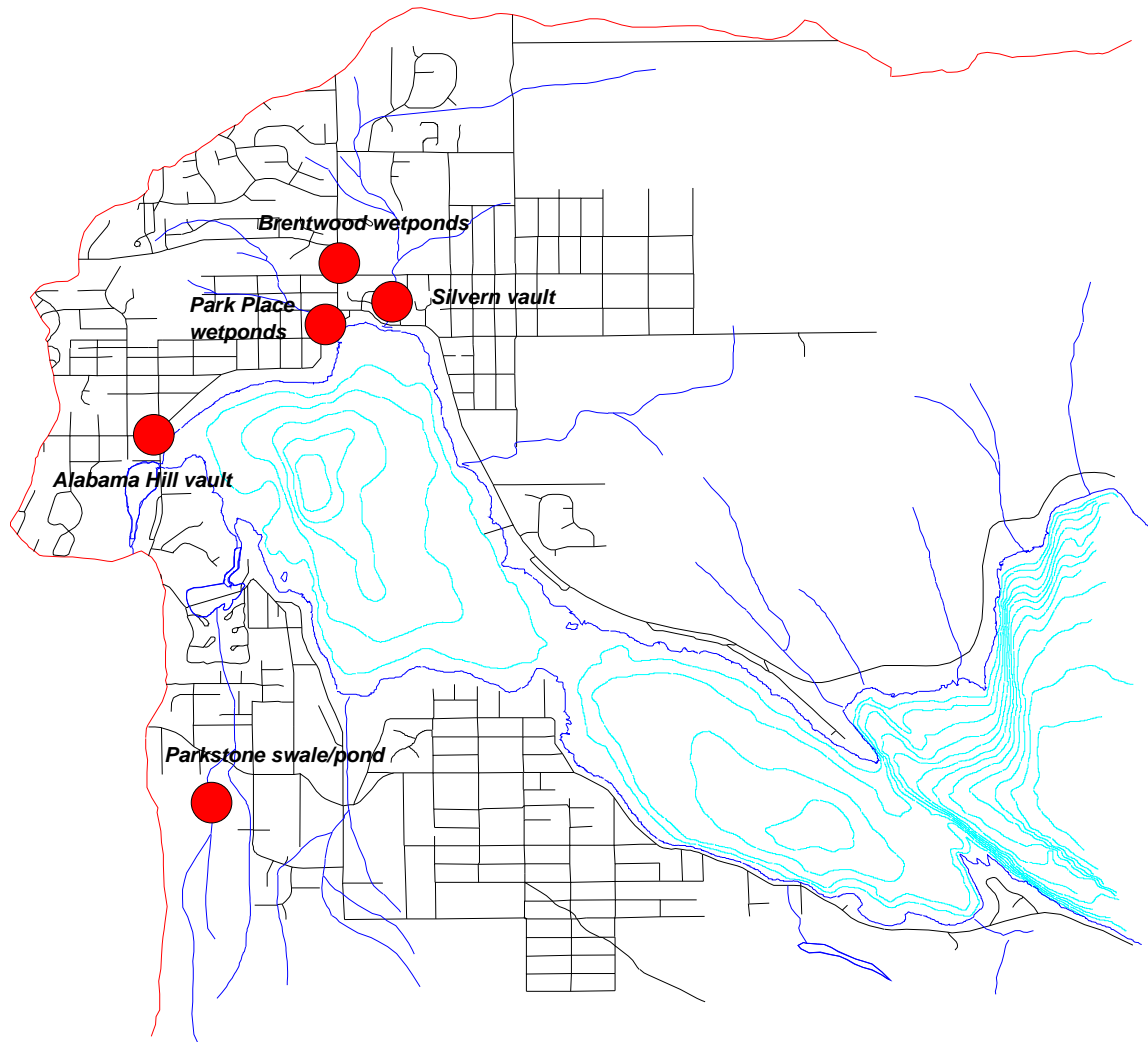 Brentwood wetponds
Silvern vault
Park Place
wetponds
Alabama Hill vault
Parkstone swale/pond